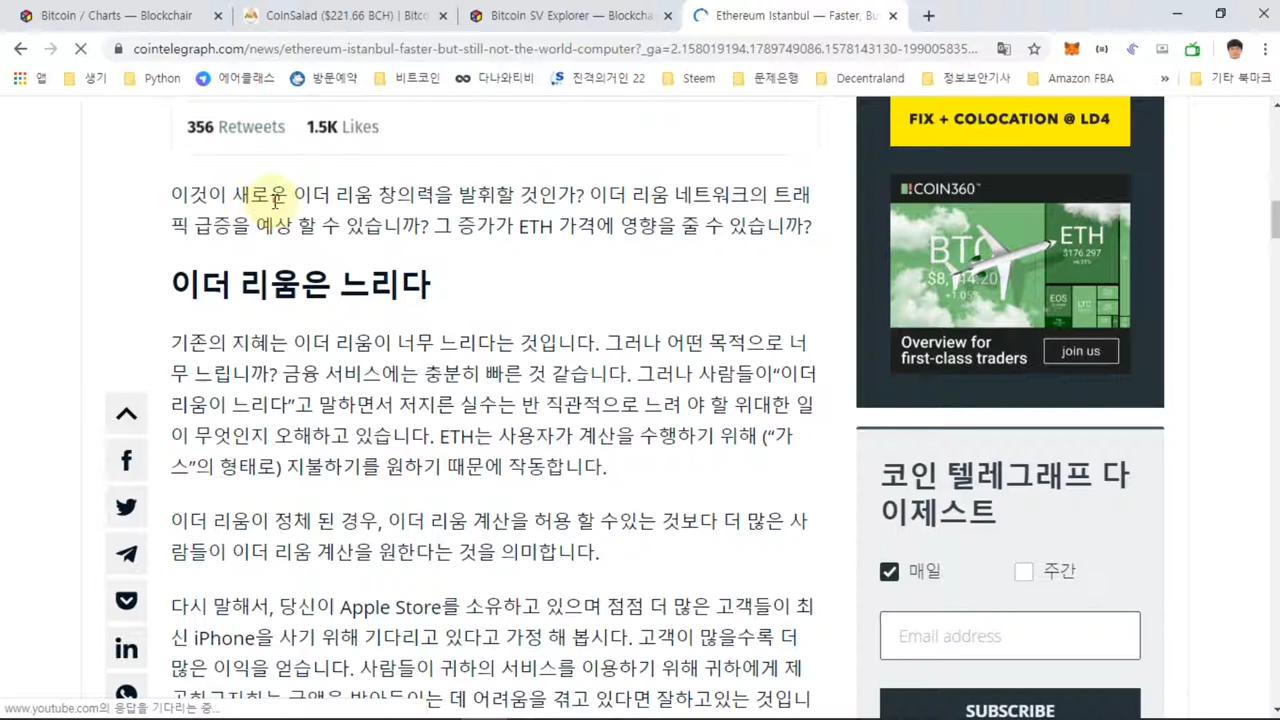 Bitcoin / Charts — Blockchair
CoinSalad ($221,66 BCH) | Bitc
Bitcoin SV Explorer — Blockcha
Ethereum Istanbul — Faster, Bu
cointelegraph.com/news/ethereum-istanbul-faster-but-still-not-the-world-computer?_ga=2.158019194.1789749086.1578143130-199005835...
앱
생기
Python
에어클래스
방문예약
비트코인
다나와티비
진격의거인 22
Steem
문제은행
Decentraland
정보보안기사
Amazon FBA
»
기타 북마크
356 Retweets 1.5K Likes
이것이 새로운 이더 리움 창의력을 발휘할 것인가? 이더 리움 네트워크의 트래
픽 급증을 예상 할 수 있습니까? 그 증가가 ETH 가격에 영향을 줄 수 있습니까?
이더 리움은 느리다
기존의 지혜는 이더 리움이 너무 느리다는 것입니다. 그러나 어떤 목적으로 너
무 느립니까? 금융 서비스에는 충분히 빠른 것 같습니다. 그러나 사람들이“이더
리움이 느리다”고 말하면서 저지른 실수는 반 직관적으로 느려 야 할 위대한 일
이 무엇인지 오해하고 있습니다. ETH는 사용자가 계산을 수행하기 위해 (“가
스”의 형태로) 지불하기를 원하기 때문에 작동합니다.
이더 리움이 정체 된 경우, 이더 리움 계산을 허용 할 수있는 것보다 더 많은 사
람들이 이더 리움 계산을 원한다는 것을 의미합니다.
다시 말해서, 당신이 Apple Store를 소유하고 있으며 점점 더 많은 고객들이 최
신 iPhone을 사기 위해 기다리고 있다고 가정 해 봅시다. 고객이 많을수록 더
많은 이익을 얻습니다. 사람들이 귀하의 서비스를 이용하기 위해 귀하에게 제
는 데 어려움을 겪고 있다면 잘하고있는 것입니
www.youtube.com의 응답을 기다리는 중...
FIX + COLOCATION @ LD4
COIN360™
BTC
ETH
$176.297
+1.05%
EOS
LTC
Overview for
first-class traders
join us
코인 텔레그래프 다
이제스트
매일
주간
Email address
SUBSCRIBE